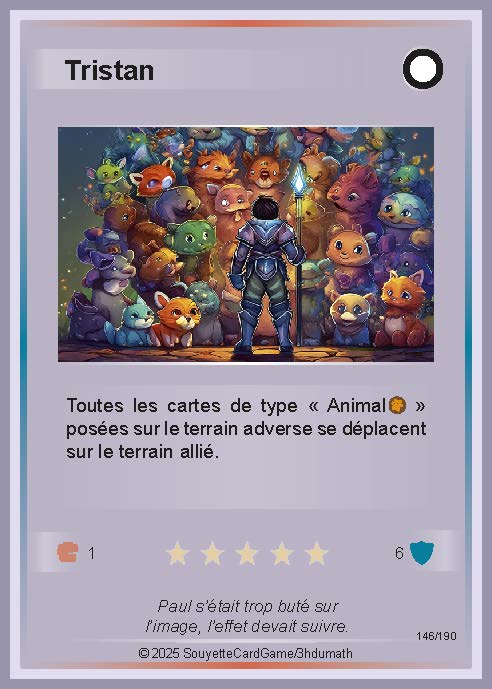 Tristan
Toutes les cartes de type « Animal »
posées sur le terrain adverse se déplacent
sur le terrain allié.
1
6
Paul s'était trop buté sur
l'image, l'effet devait suivre.
146/190
© 2025 SouyetteCardGame/3hdumath